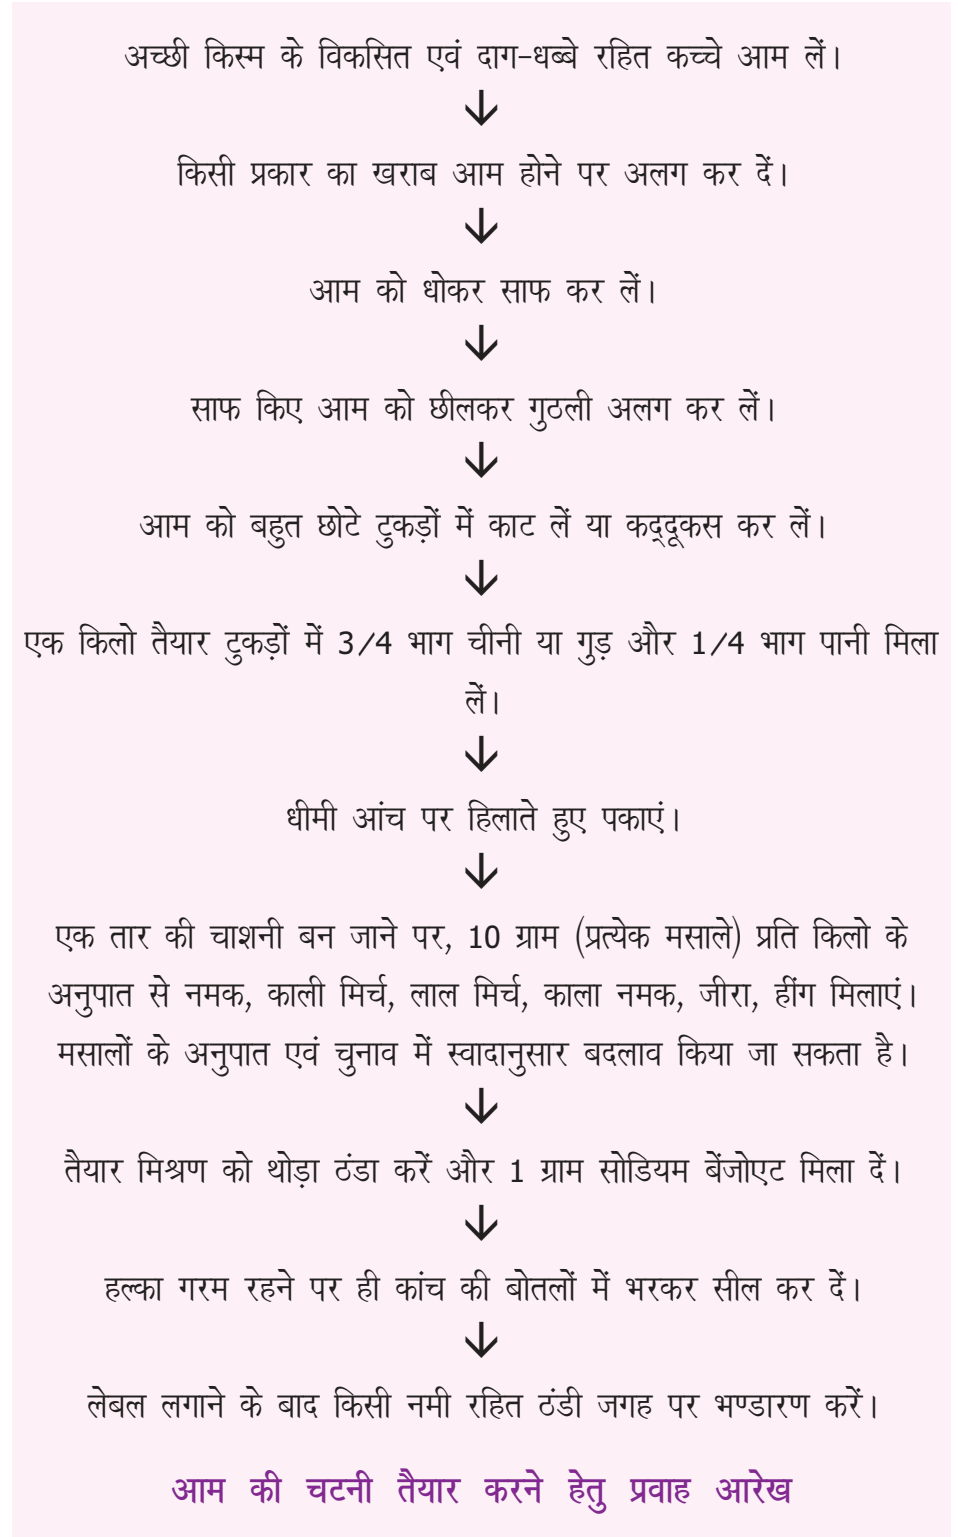 अच्छी किस्म के विकसित एवं दाग-धब्बे रहित कच्चे आम लें।
किसी प्रकार का खराब आम होने पर अलग कर दें।
आम को धोकर साफ कर लें।
साफ किए आम को छीलकर गुठली अलग कर लें।
आम को बहुत छोटे टुकड़ों में काट लें या कद्दूकस कर लें।
एक किलो तैयार टुकड़ों में 3/4 भाग चीनी या गुड़ और 1/4 भाग पानी मिला
लें।
धीमी आंच पर हिलाते हुए पकाएं।
एक तार की चाशनी बन जाने पर, 10 ग्राम (प्रत्येक मसाले) प्रति किलो के
अनुपात से नमक, काली मिर्च, लाल मिर्च, काला नमक, जीरा, हींग मिलाएं।
मसालों के अनुपात एवं चुनाव में स्वादानुसार बदलाव किया जा सकता है।
तैयार मिश्रण को थोड़ा ठंडा करें और 1 ग्राम सोडियम बेंजोएट मिला दें।
हल्का गरम रहने पर ही कांच की बोतलों में भरकर सील कर दें।
लेबल लगाने के बाद किसी नमी रहित ठंडी जगह पर भण्डारण करें।
आम की चटनी तैयार करने हेतु प्रवाह आरेख